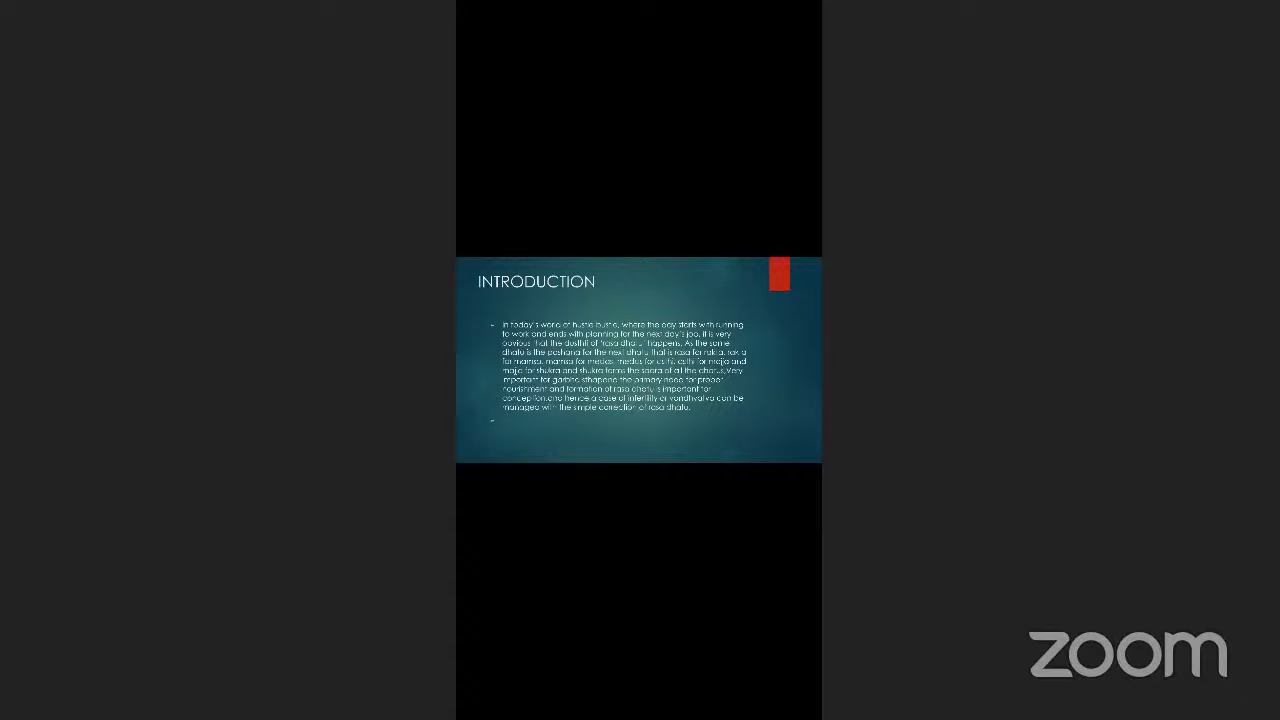 INTRODUCTION
In today's world of hustle bustle, where the day starts with running
to work and ends with planning for the next day's job, it is very
obvious that the dusthti of 'rasa dhatu' happens. As the same
dhatu is the poshana for the next dhatu that is rasa for rakta, rakta
for mamsa, mamsa for medas, medas for asthi, asthi for majja and
majja for shukra and shukra forms the saara of all the dhatus.Very
important for garbha sthapana the primary need for proper
nourishment and formation of rasa dhatu is important for
conception.and hence a case of infertility or vandhyatva can be
managed with the simple correction of rasa dhatu.
zoom